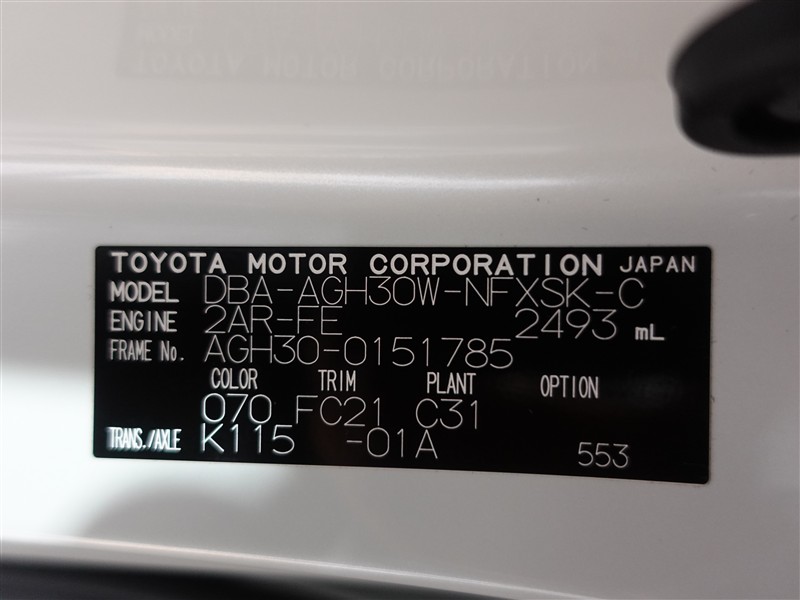 TOYOTA MOTOR CORPORATION JAPAN
MODEL DBA-AGH30W-NFXSK-C
ENGINE 2AR-FE 2493 mL
FRAME No. AGH30-0151785
COLOR TRIM PLANT OPTION
070 FC21 C31
TRANS./AXLE K115 -01A 553